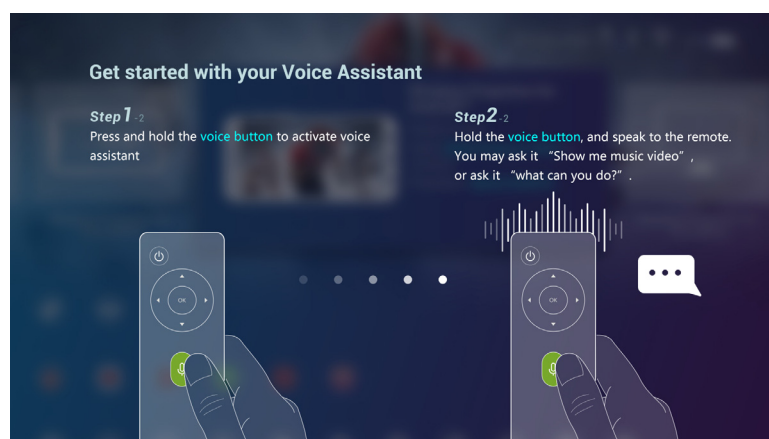 Get started with your Voice Assistant
Step1-2
Press and hold the voice button to activate voice
assistant
Step2-2
Hold the voice button, and speak to the remote.
You may ask it “Show me music video” ,
or ask it “what can you do?” .
OK
OK